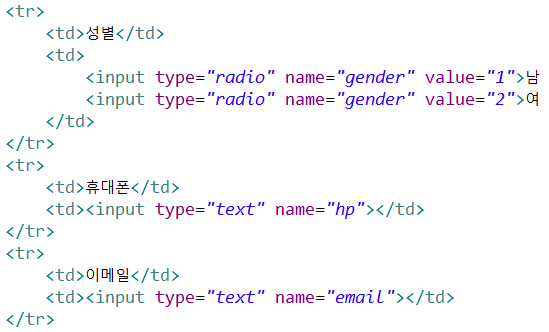 <tr>
    <td>성별</td>
    <td>
        <input type="radio" name="gender" value="1">남
        <input type="radio" name="gender" value="2">여
    </td>
</tr>
<tr>
    <td>휴대폰</td>
    <td><input type="text" name="hp"></td>
</tr>
<tr>
    <td>이메일</td>
    <td><input type="text" name="email"></td>
</tr>